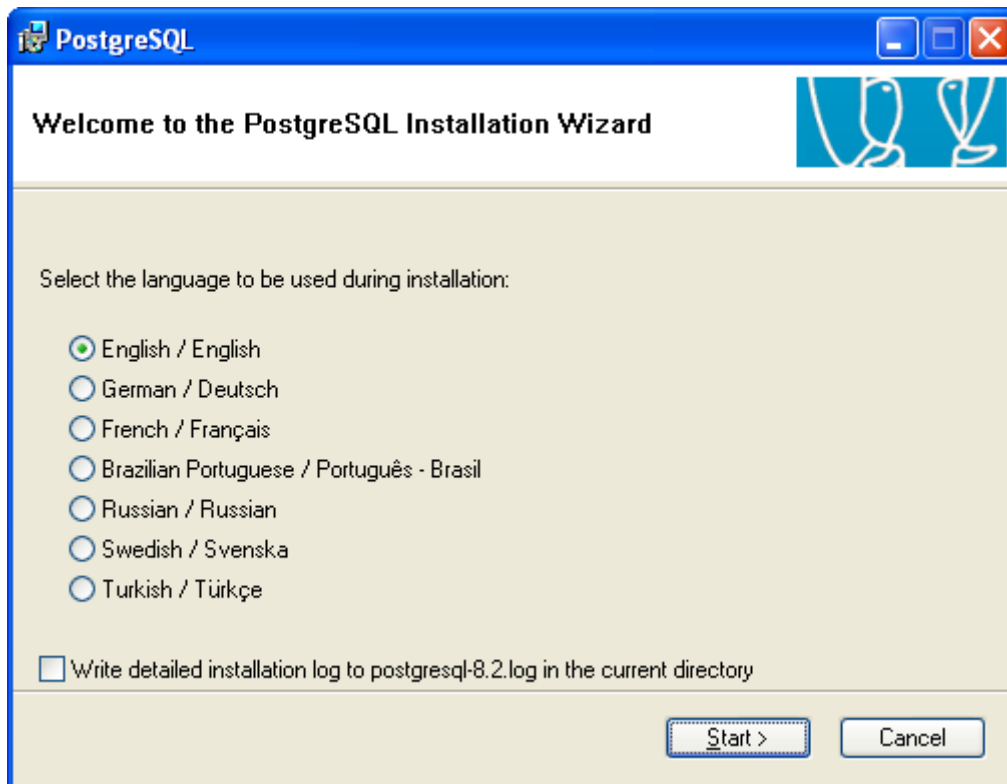 PostgreSQL
Welcome to the PostgreSQL Installation Wizard
Select the language to be used during installation:
English / English
German / Deutsch
French / Français
Brazilian Portuguese / Português - Brasil
Russian / Russian
Swedish / Svenska
Turkish / Türkçe
Write detailed installation log to postgresql-8.2.log in the current directory
Start >
Cancel